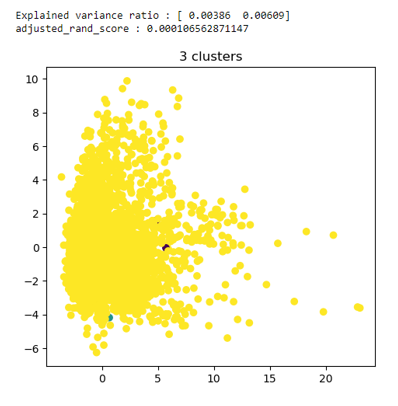 Explained variance ratio : [ 0.00386  0.00609]
adjusted_rand_score : 0.000106562871147
3 clusters
10
8
6
4
2
0
−2
−4
−6
0 5 10 15 20